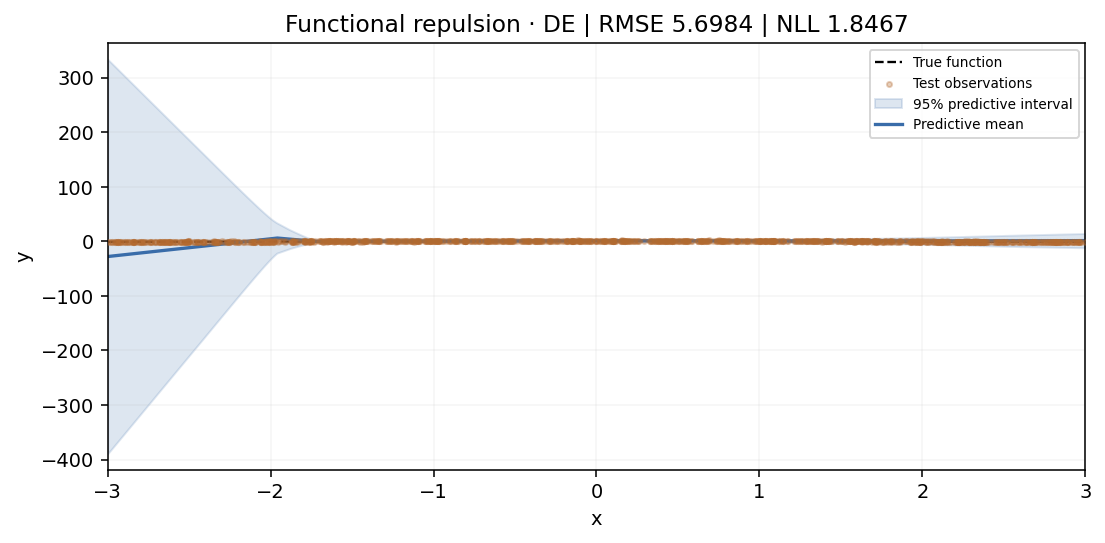 Functional repulsion · DE | RMSE 5.6984 | NLL 1.8467
True function
Test observations
95% predictive interval
Predictive mean
300
200
100
0
−100
−200
−300
−400
y
−3
−2
−1
0
1
2
3
x